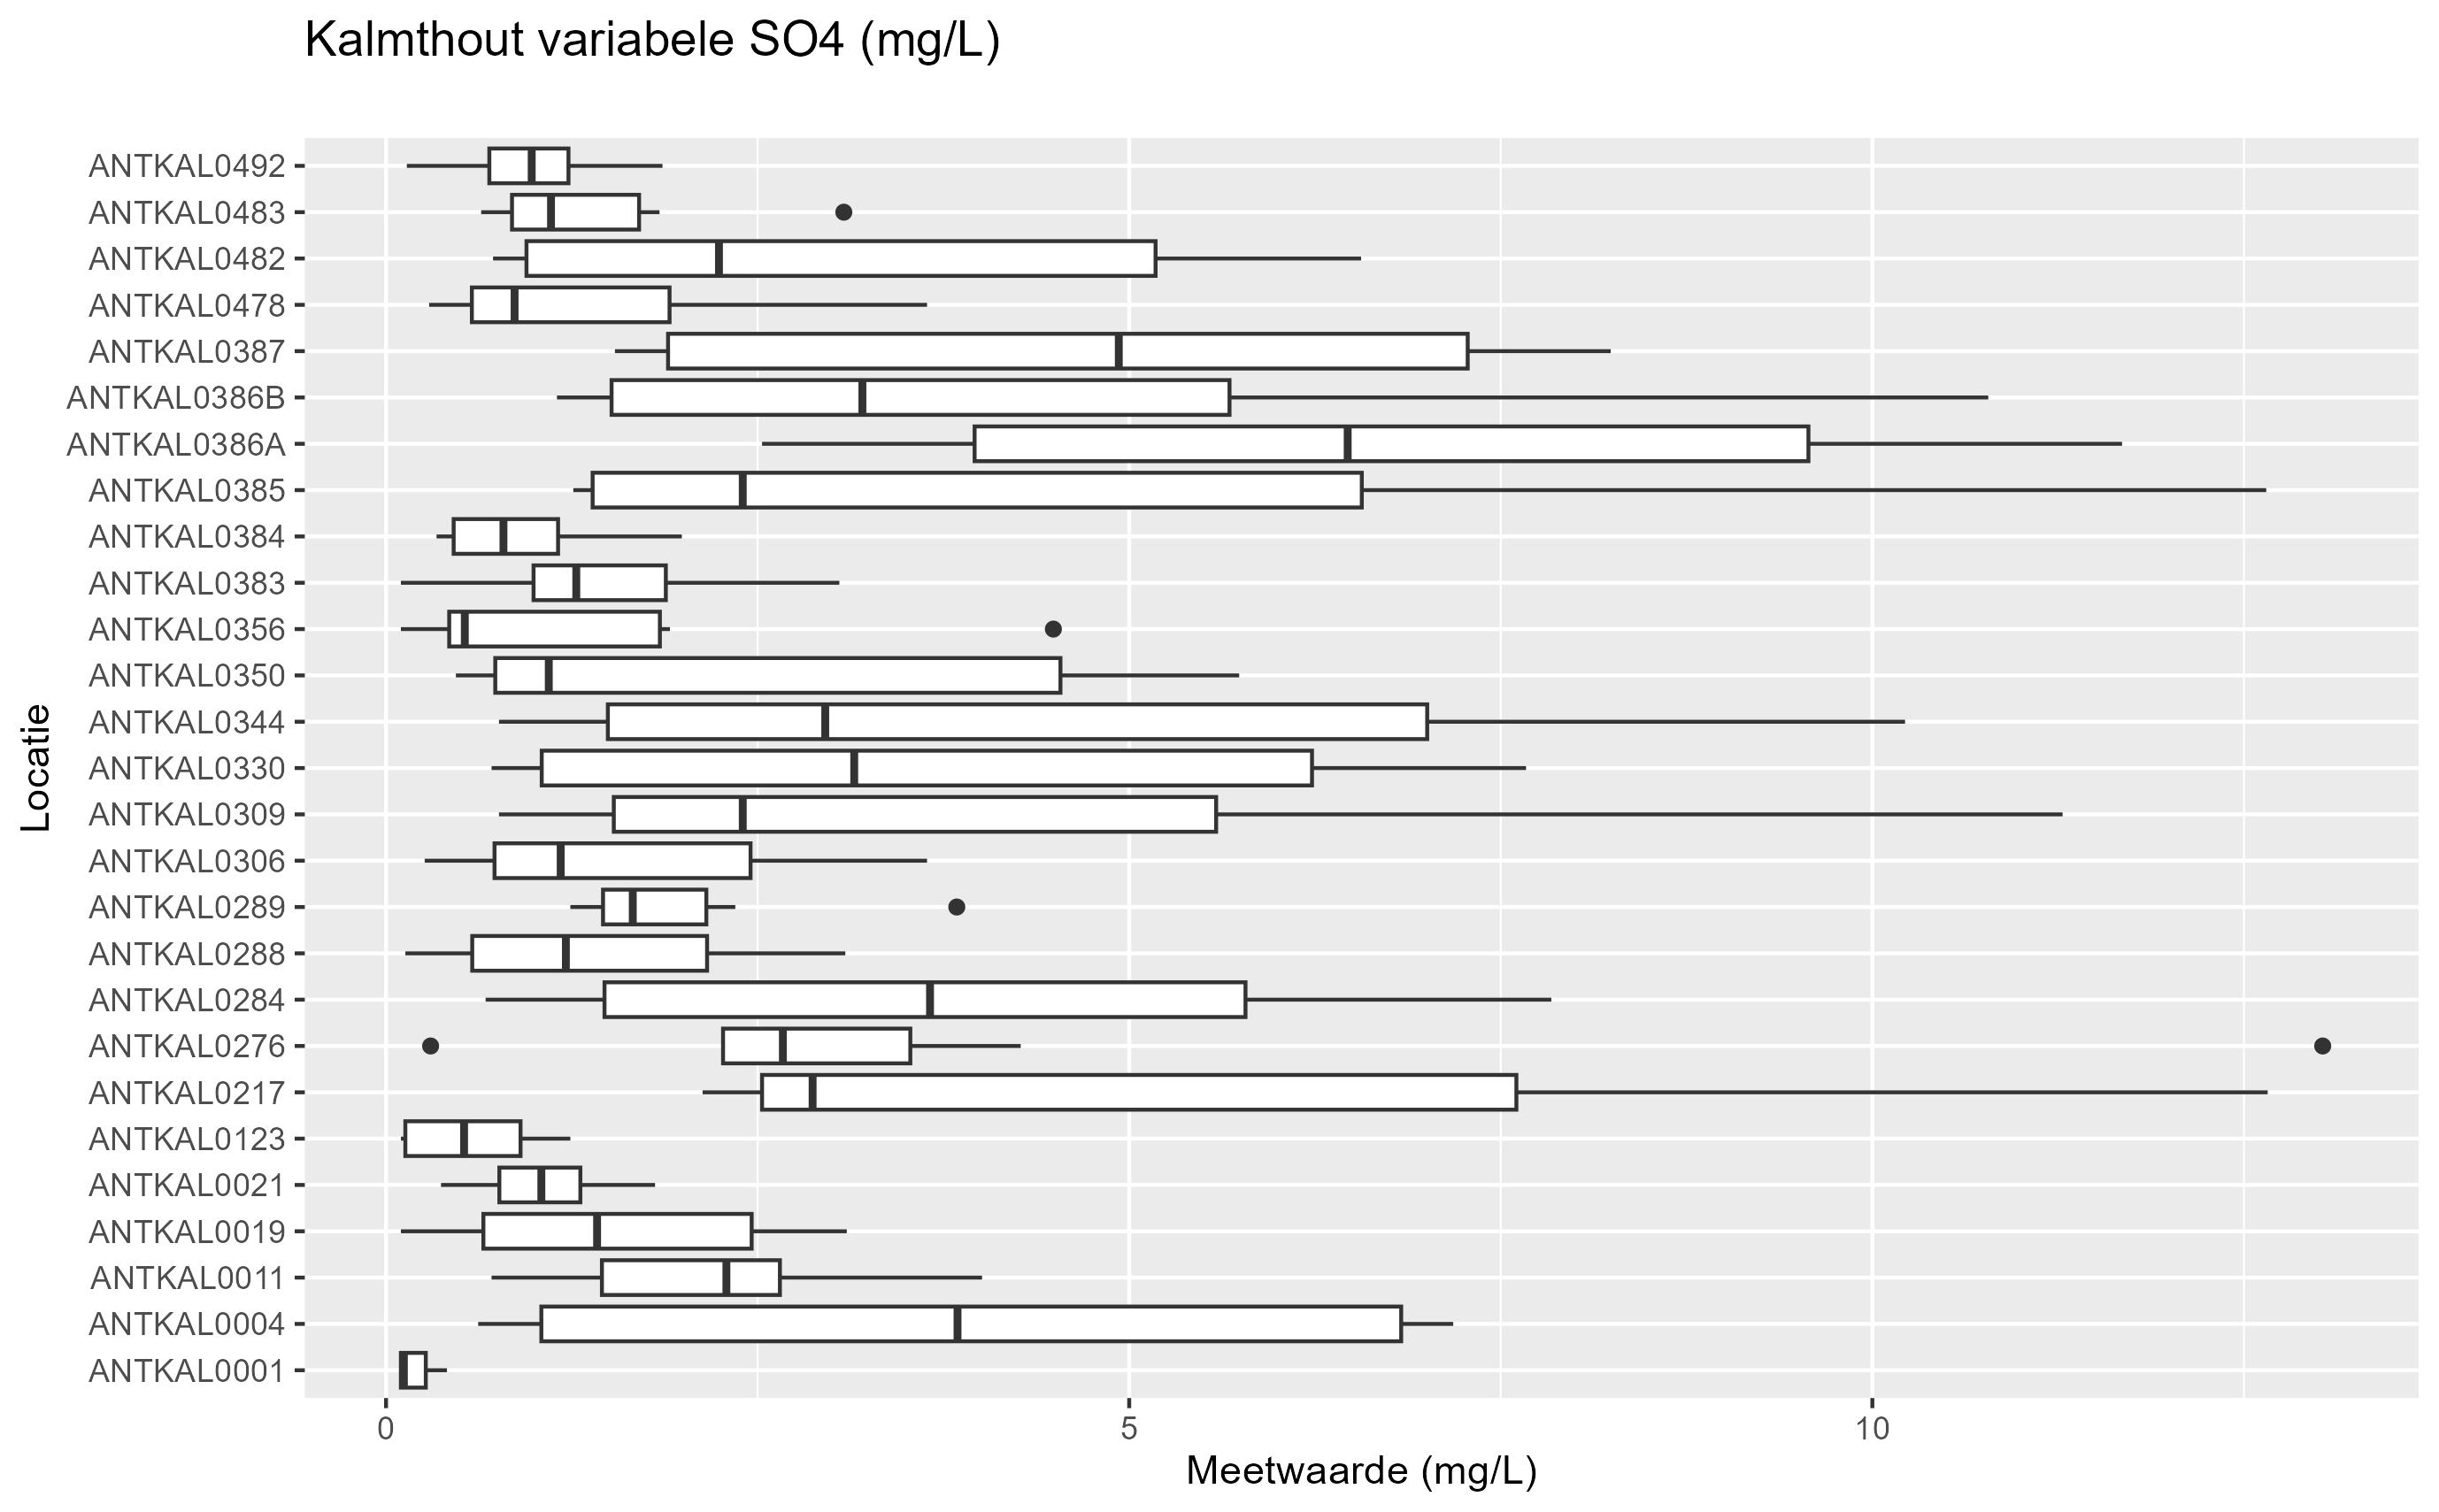 Kalmthout variabele SO4 (mg/L)
ANTKAL0492
ANTKAL0483
ANTKAL0482
ANTKAL0478
ANTKAL0387
ANTKAL0386B
ANTKAL0386A
ANTKAL0385
ANTKAL0384
ANTKAL0383
ANTKAL0356
ANTKAL0350
ANTKAL0344
ANTKAL0330
ANTKAL0309
ANTKAL0306
ANTKAL0289
ANTKAL0288
ANTKAL0284
ANTKAL0276
ANTKAL0217
ANTKAL0123
ANTKAL0021
ANTKAL0019
ANTKAL0011
ANTKAL0004
ANTKAL0001
Locatie
0 5 10
Meetwaarde (mg/L)